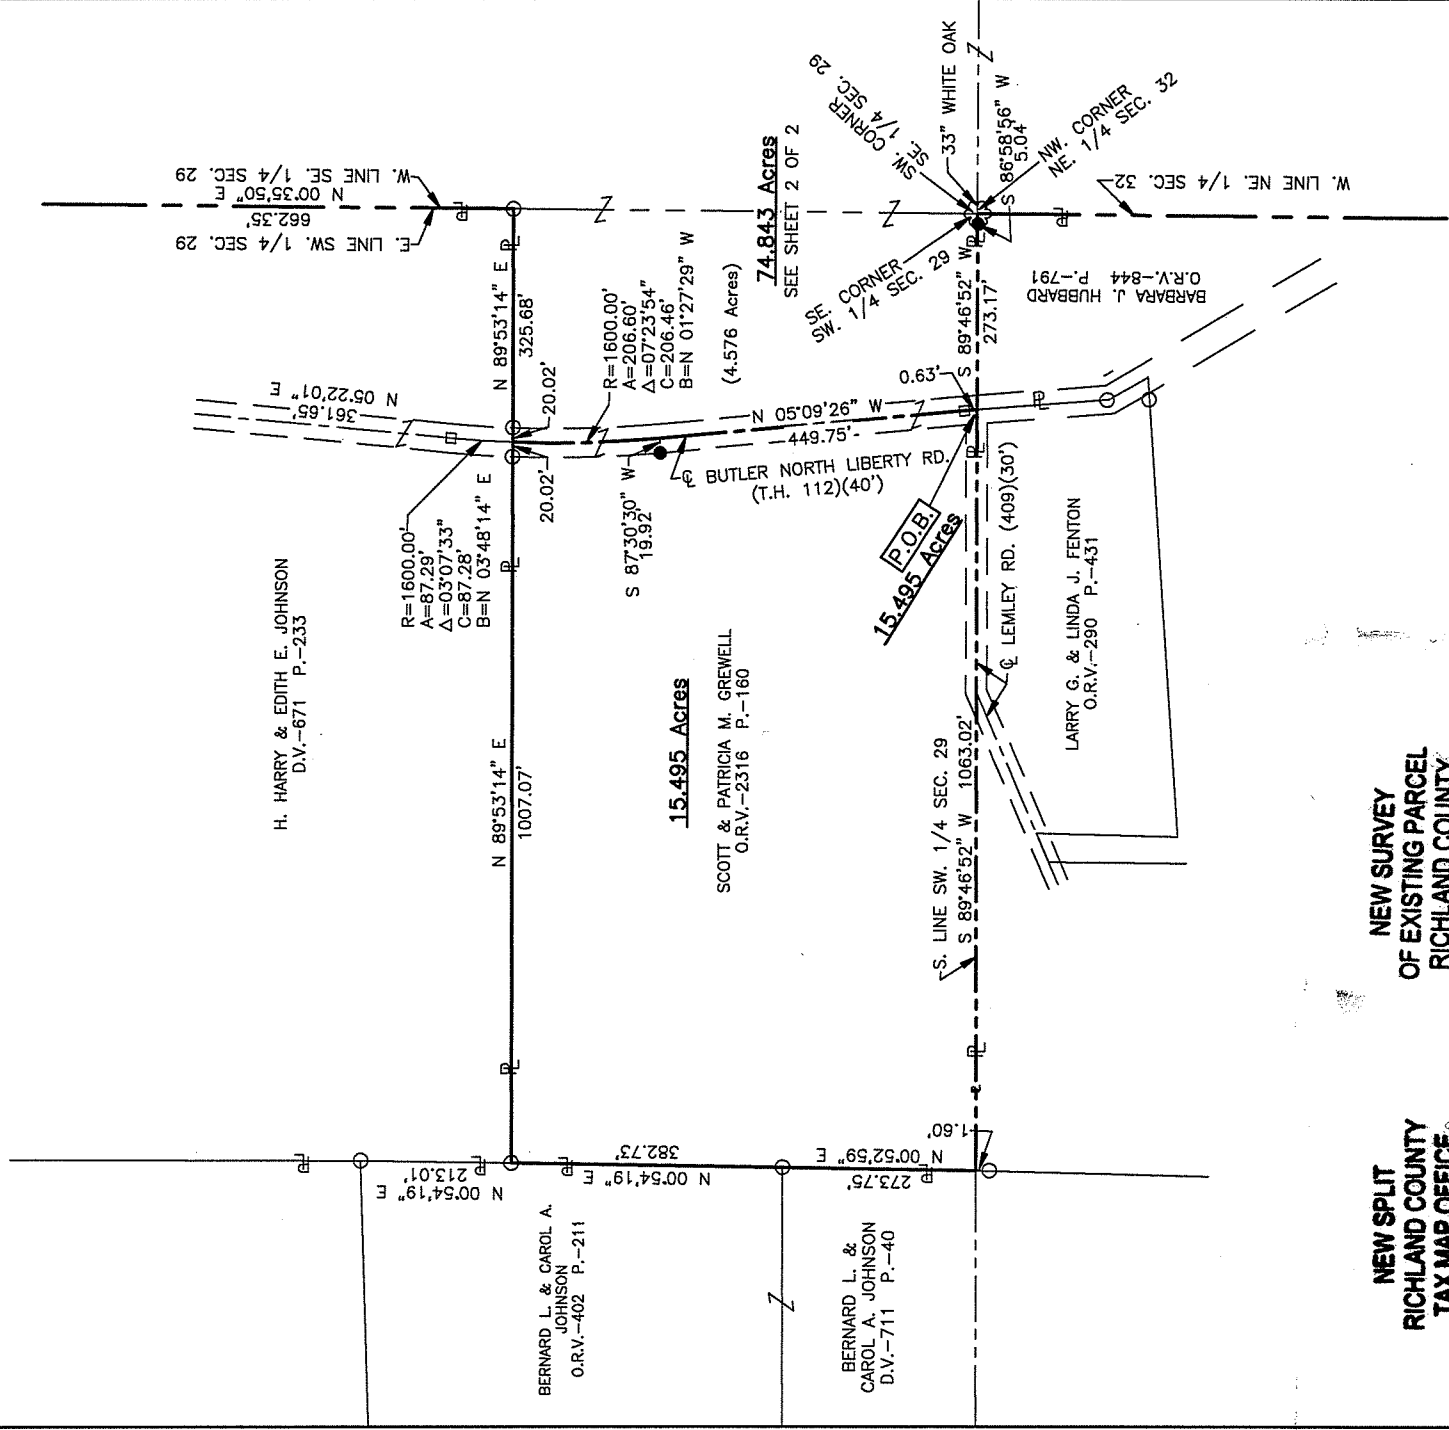 W. LINE SE. 1/4 SEC. 29
N 00°35'50" E
662.35'
E. LINE SW. 1/4 SEC. 29
N 89°53'14" E
325.68'
N 05°22'01" E
361.65'
20.02'
20.02'
R=1600.00'
A=206.60'
Δ=07°23'54"
C=206.46'
B=N 01°27'29" W
(4.576 Acres)
74.843 Acres
SEE SHEET 2 OF 2
SW. CORNER
SE. 1/4 SEC. 29
33" WHITE OAK
S 86°58'56" W
5.04
NW. CORNER
NE. 1/4 SEC. 32
W. LINE NE. 1/4 SEC. 32
SE. CORNER
SW. 1/4 SEC. 29
S 89°46'52" W
273.17'
BARBARA J. HUBBARD
O.R.V.-844 P.-791
0.63'
N 05°09'26" W
449.75'
℄ BUTLER NORTH LIBERTY RD.
(T.H. 112)(40')
S 87°30'30" W
19.92'
R=1600.00'
A=87.29'
Δ=03°07'33"
C=87.28'
B=N 03°48'14" E
H. HARRY & EDITH E. JOHNSON
D.V.-671 P.-233
P.O.B.
15.495 Acres
℄ LEMLEY RD. (409)(30')
LARRY G. & LINDA J. FENTON
O.R.V.-290 P.-431
N 89°53'14" E
1007.07'
15.495 Acres
SCOTT & PATRICIA M. GREWELL
O.R.V.-2316 P.-160
S. LINE SW. 1/4 SEC. 29
S 89°46'52" W 1063.02'
1.60'
N 00°54'19" E
213.01'
N 00°54'19" E
382.73'
N 00°52'59" E
273.75'
BERNARD L. & CAROL A.
JOHNSON
O.R.V.-402 P.-211
BERNARD L. &
CAROL A. JOHNSON
D.V.-711 P.-40
NEW SURVEY
OF EXISTING PARCEL
RICHLAND COUNTY
NEW SPLIT
RICHLAND COUNTY
TAX MAP OFFICE